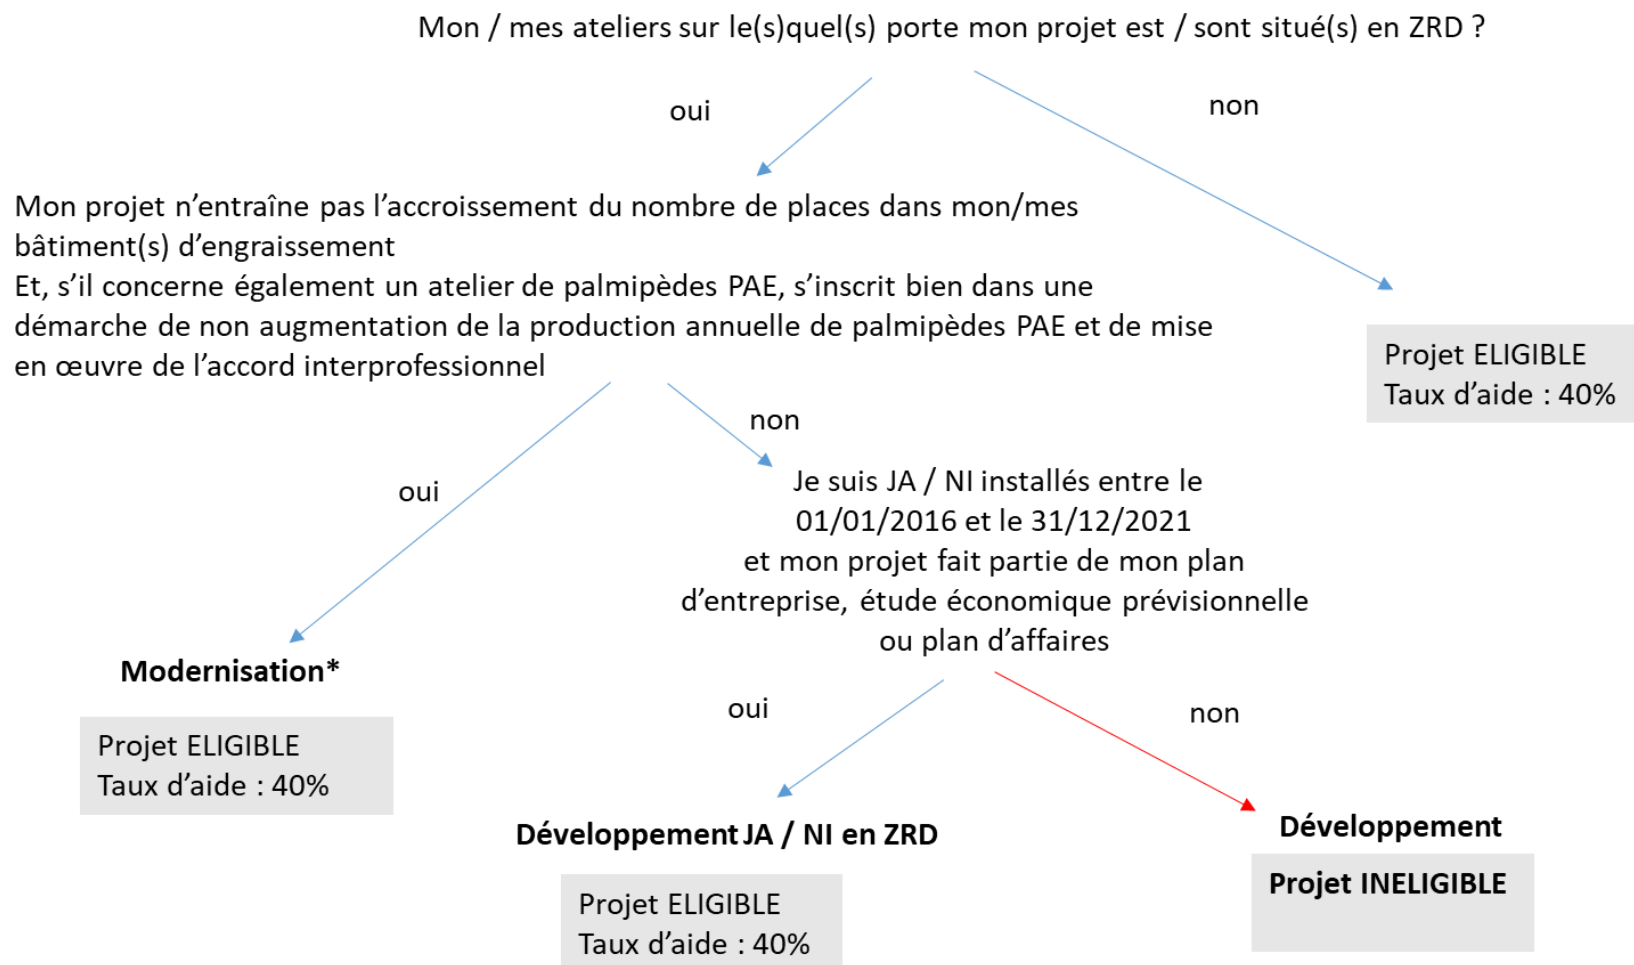 Mon / mes ateliers sur le(s)quel(s) porte mon projet est / sont situé(s) en ZRD ?
oui
non
Mon projet n’entraîne pas l’accroissement du nombre de places dans mon/mes
bâtiment(s) d’engraissement
Et, s’il concerne également un atelier de palmipèdes PAE, s’inscrit bien dans une
démarche de non augmentation de la production annuelle de palmipèdes PAE et de mise
en œuvre de l’accord interprofessionnel
Projet ELIGIBLE
Taux d’aide : 40%
oui
non
Je suis JA / NI installés entre le
01/01/2016 et le 31/12/2021
et mon projet fait partie de mon plan
d’entreprise, étude économique prévisionnelle
ou plan d’affaires
Modernisation*
Projet ELIGIBLE
Taux d’aide : 40%
oui
non
Développement JA / NI en ZRD
Projet ELIGIBLE
Taux d’aide : 40%
Développement
Projet INELIGIBLE